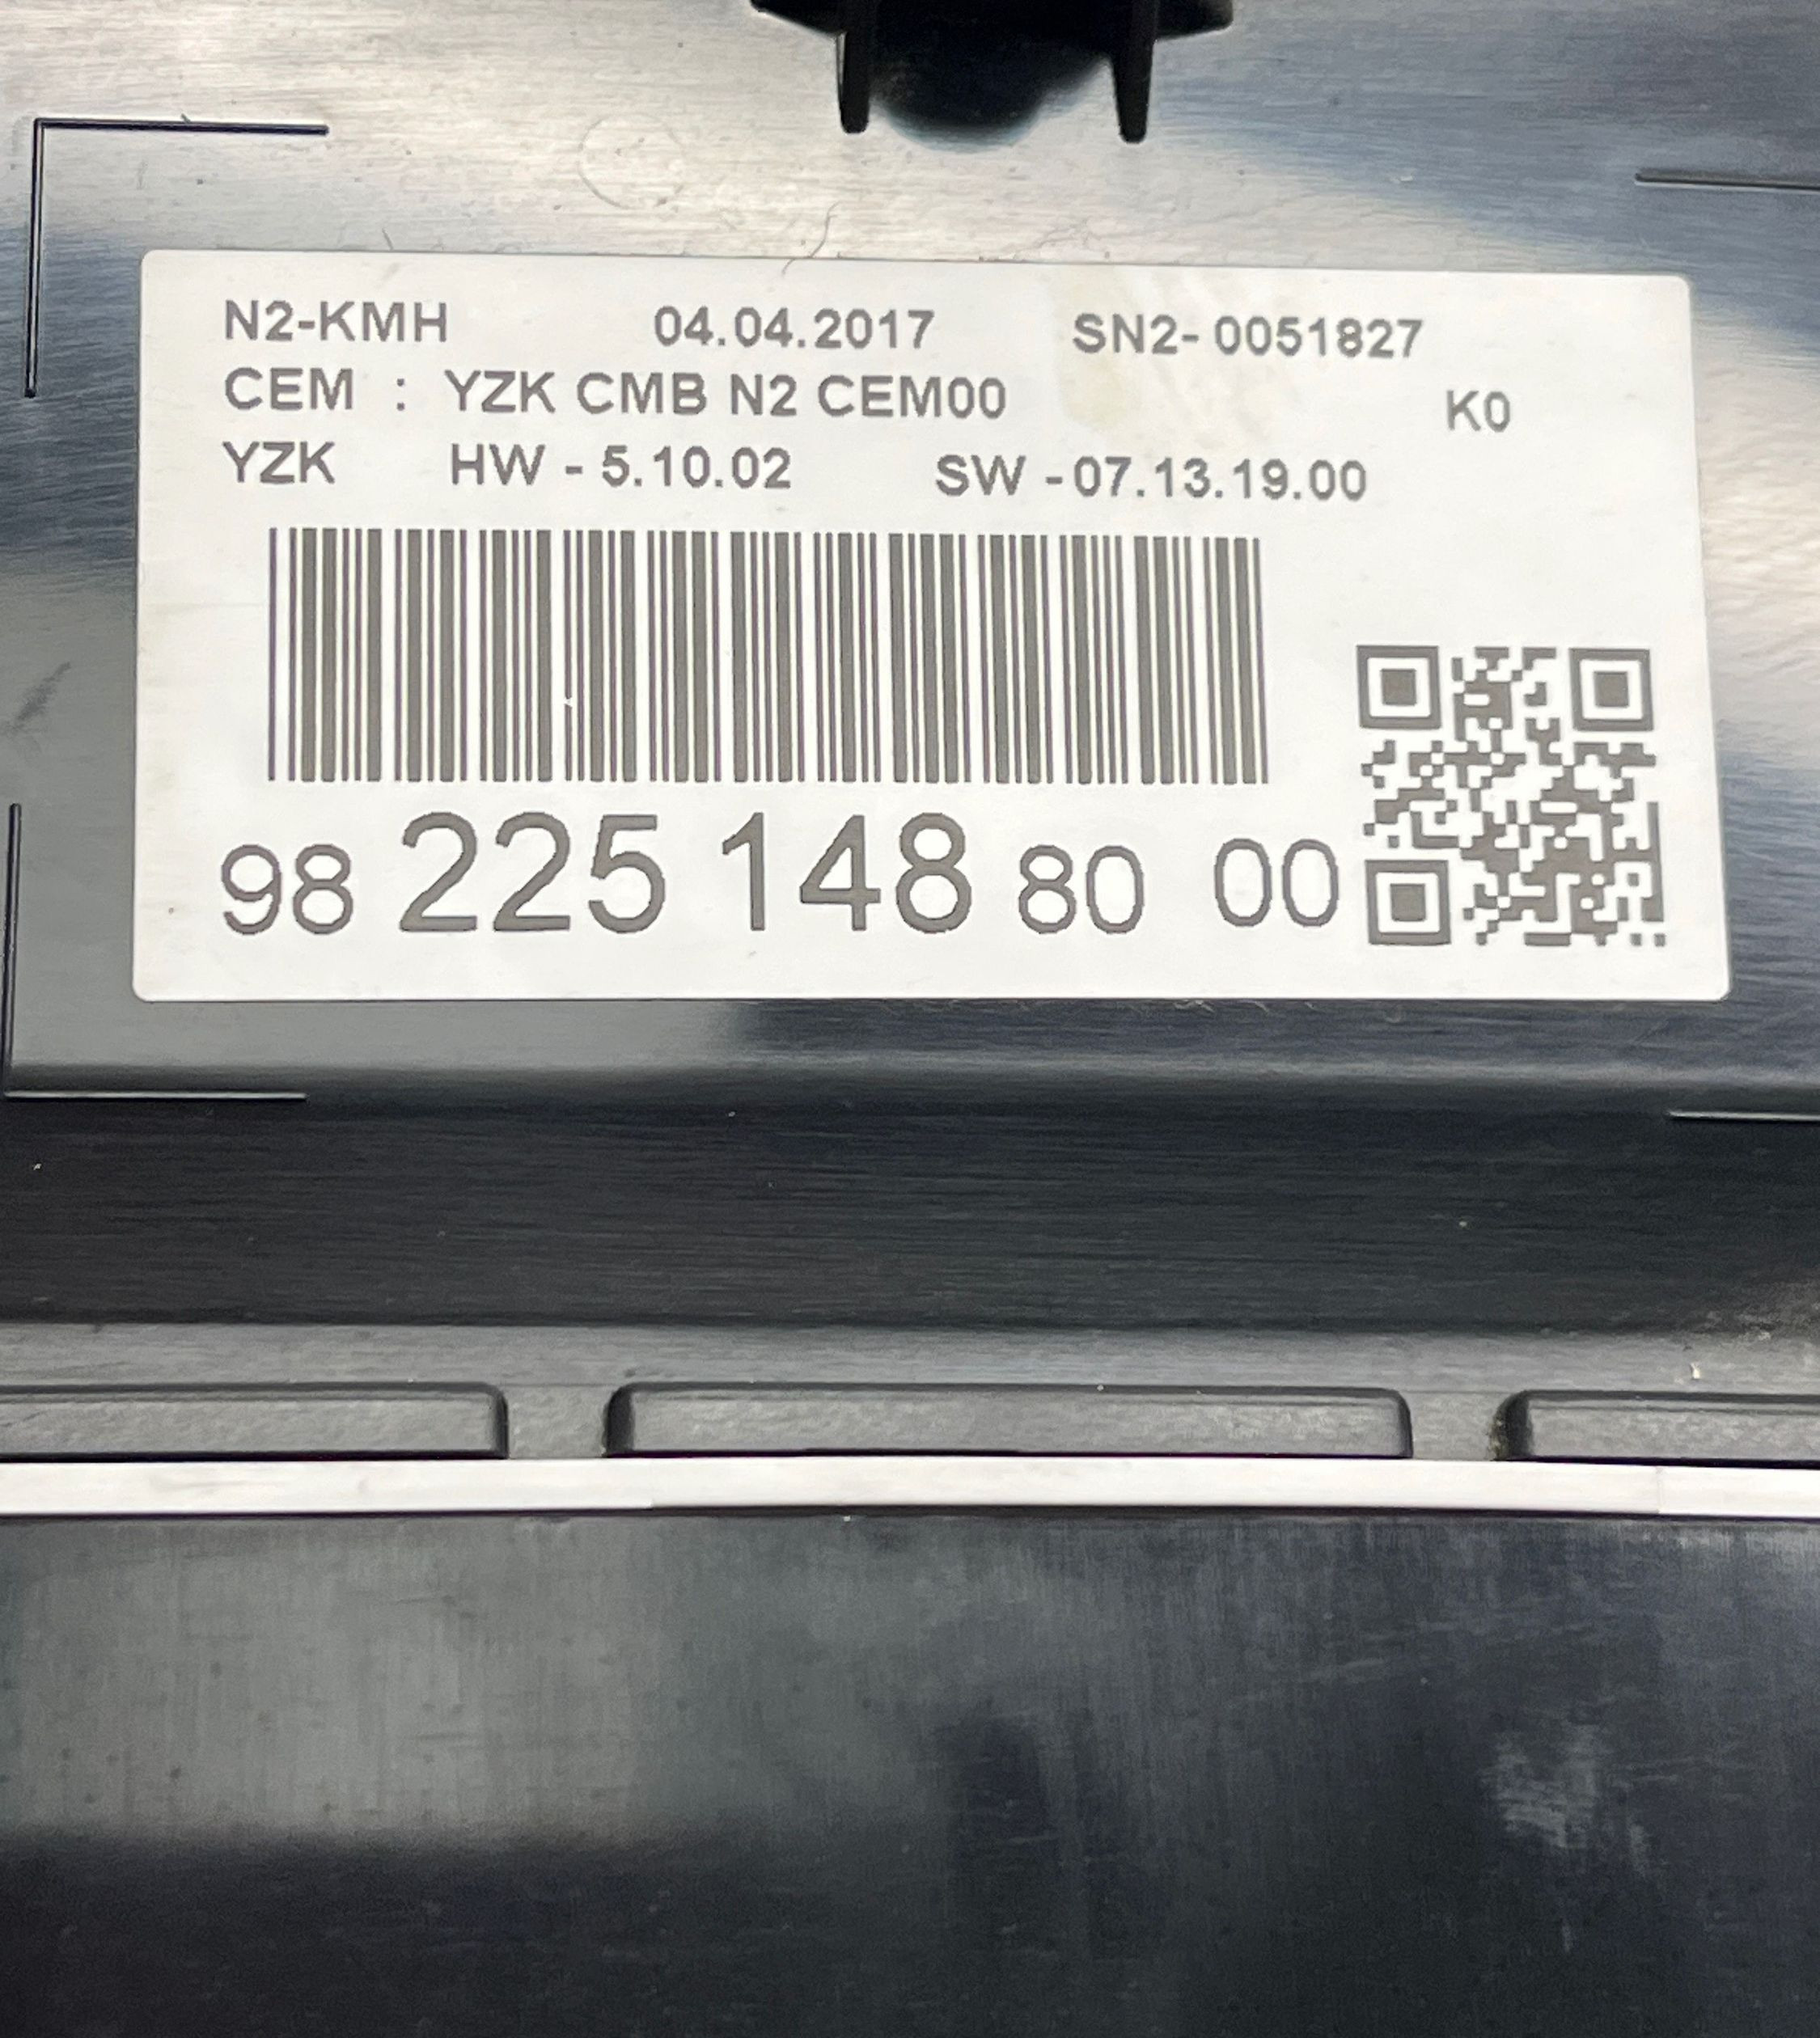 N2-KMH 04.04.2017 SN2- 0051827
CEM : YZK CMB N2 CEM00 K0
YZK HW - 5.10.02 SW -07.13.19.00
98 225 148 80 00